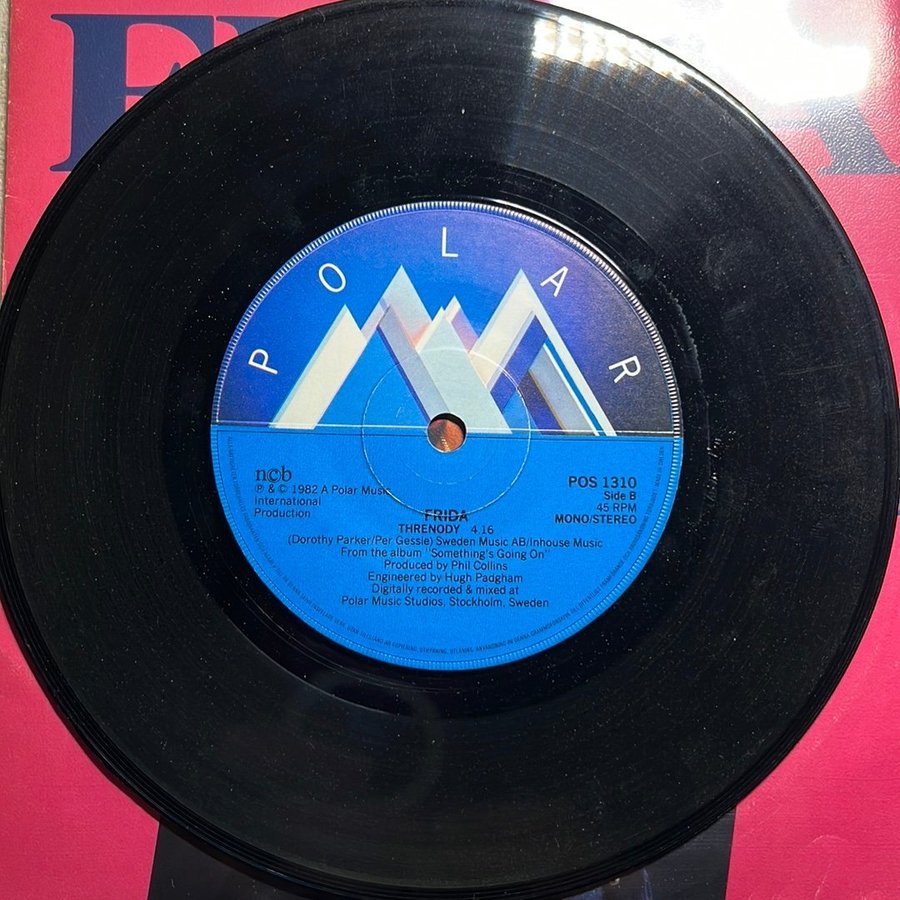 FRIDA
POLAR
ncb
℗ & © 1982 A Polar Music
International
Production
POS 1310
Side B
45 RPM
MONO/STEREO
FRIDA
THRENODY 4.16
(Dorothy Parker/Per Gessle) Sweden Music AB/Inhouse Music
From the album "Something's Going On"
Produced by Phil Collins
Engineered by Hugh Padgham
Digitally recorded & mixed at
Polar Music Studios, Stockholm, Sweden